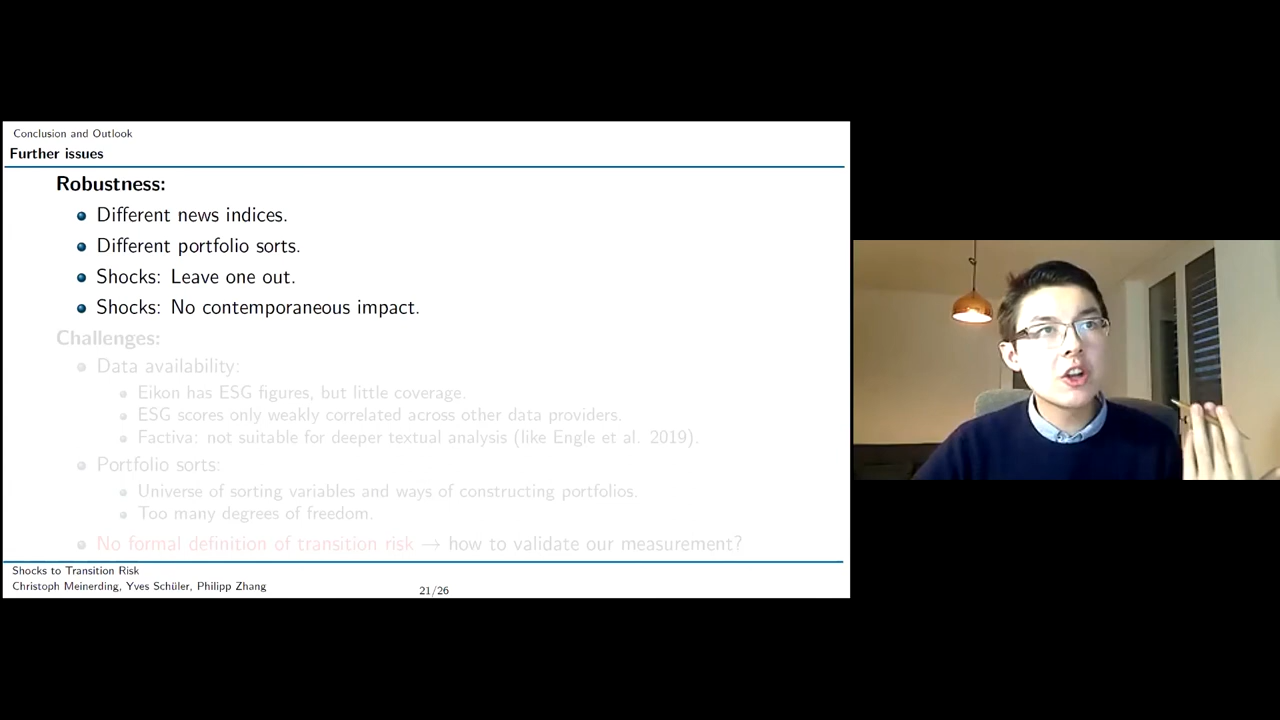 Conclusion and Outlook
Further issues
Robustness:
Different news indices.
Different portfolio sorts.
Shocks: Leave one out.
Shocks: No contemporaneous impact.
Challenges:
Data availability:
Eikon has ESG figures, but little coverage.
ESG scores only weakly correlated across other data providers.
Factiva: not suitable for deeper textual analysis (like Engle et al. 2019).
Portfolio sorts:
Universe of sorting variables and ways of constructing portfolios.
Too many degrees of freedom.
No formal definition of transition risk → how to validate our measurement?
Shocks to Transition Risk
Christoph Meinerding, Yves Schüler, Philipp Zhang
21/26